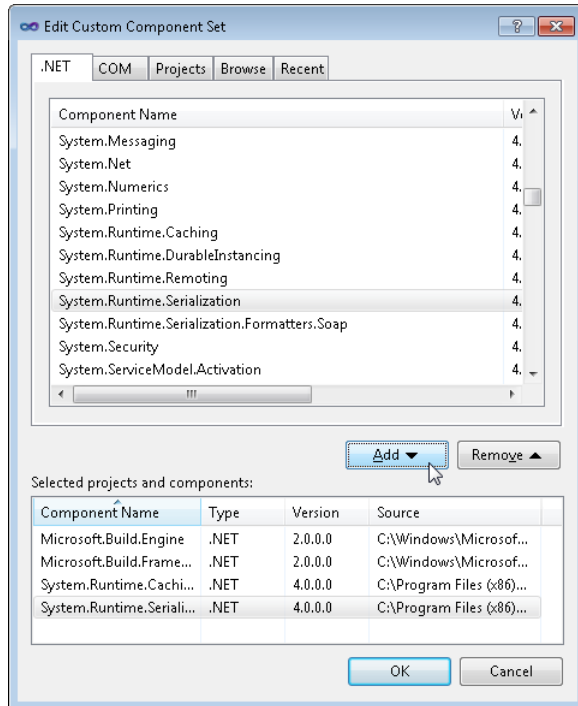 Edit Custom Component Set
.NET COM Projects Browse Recent
Component Name
System.Messaging 4.
System.Net 4.
System.Numerics 4.
System.Printing 4.
System.Runtime.Caching 4.
System.Runtime.DurableInstancing 4.
System.Runtime.Remoting 4.
System.Runtime.Serialization 4.
System.Runtime.Serialization.Formatters.Soap 4.
System.Security 4.
System.ServiceModel.Activation 4.
Add Remove
Selected projects and components:
Component Name Type Version Source
Microsoft.Build.Engine .NET 2.0.0.0 C:\Windows\Microsof...
Microsoft.Build.Frame... .NET 2.0.0.0 C:\Windows\Microsof...
System.Runtime.Cachi... .NET 4.0.0.0 C:\Program Files (x86)...
System.Runtime.Seriali... .NET 4.0.0.0 C:\Program Files (x86)...
OK Cancel